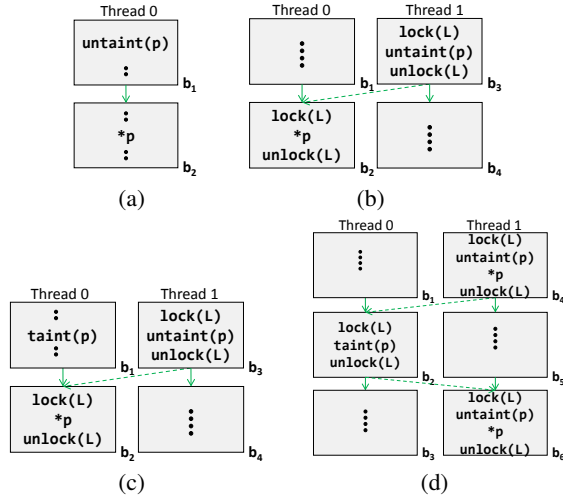 Thread 0
untaint(p)
b1
*p
b2
(a)
Thread 0
Thread 1
b1
lock(L)
untaint(p)
unlock(L)
b3
lock(L)
*p
unlock(L)
b2
b4
(b)
Thread 0
Thread 1
taint(p)
b1
lock(L)
untaint(p)
unlock(L)
b3
lock(L)
*p
unlock(L)
b2
b4
(c)
Thread 0
Thread 1
b1
lock(L)
untaint(p)
*p
unlock(L)
b4
lock(L)
taint(p)
unlock(L)
b2
b5
b3
lock(L)
untaint(p)
*p
unlock(L)
b6
(d)